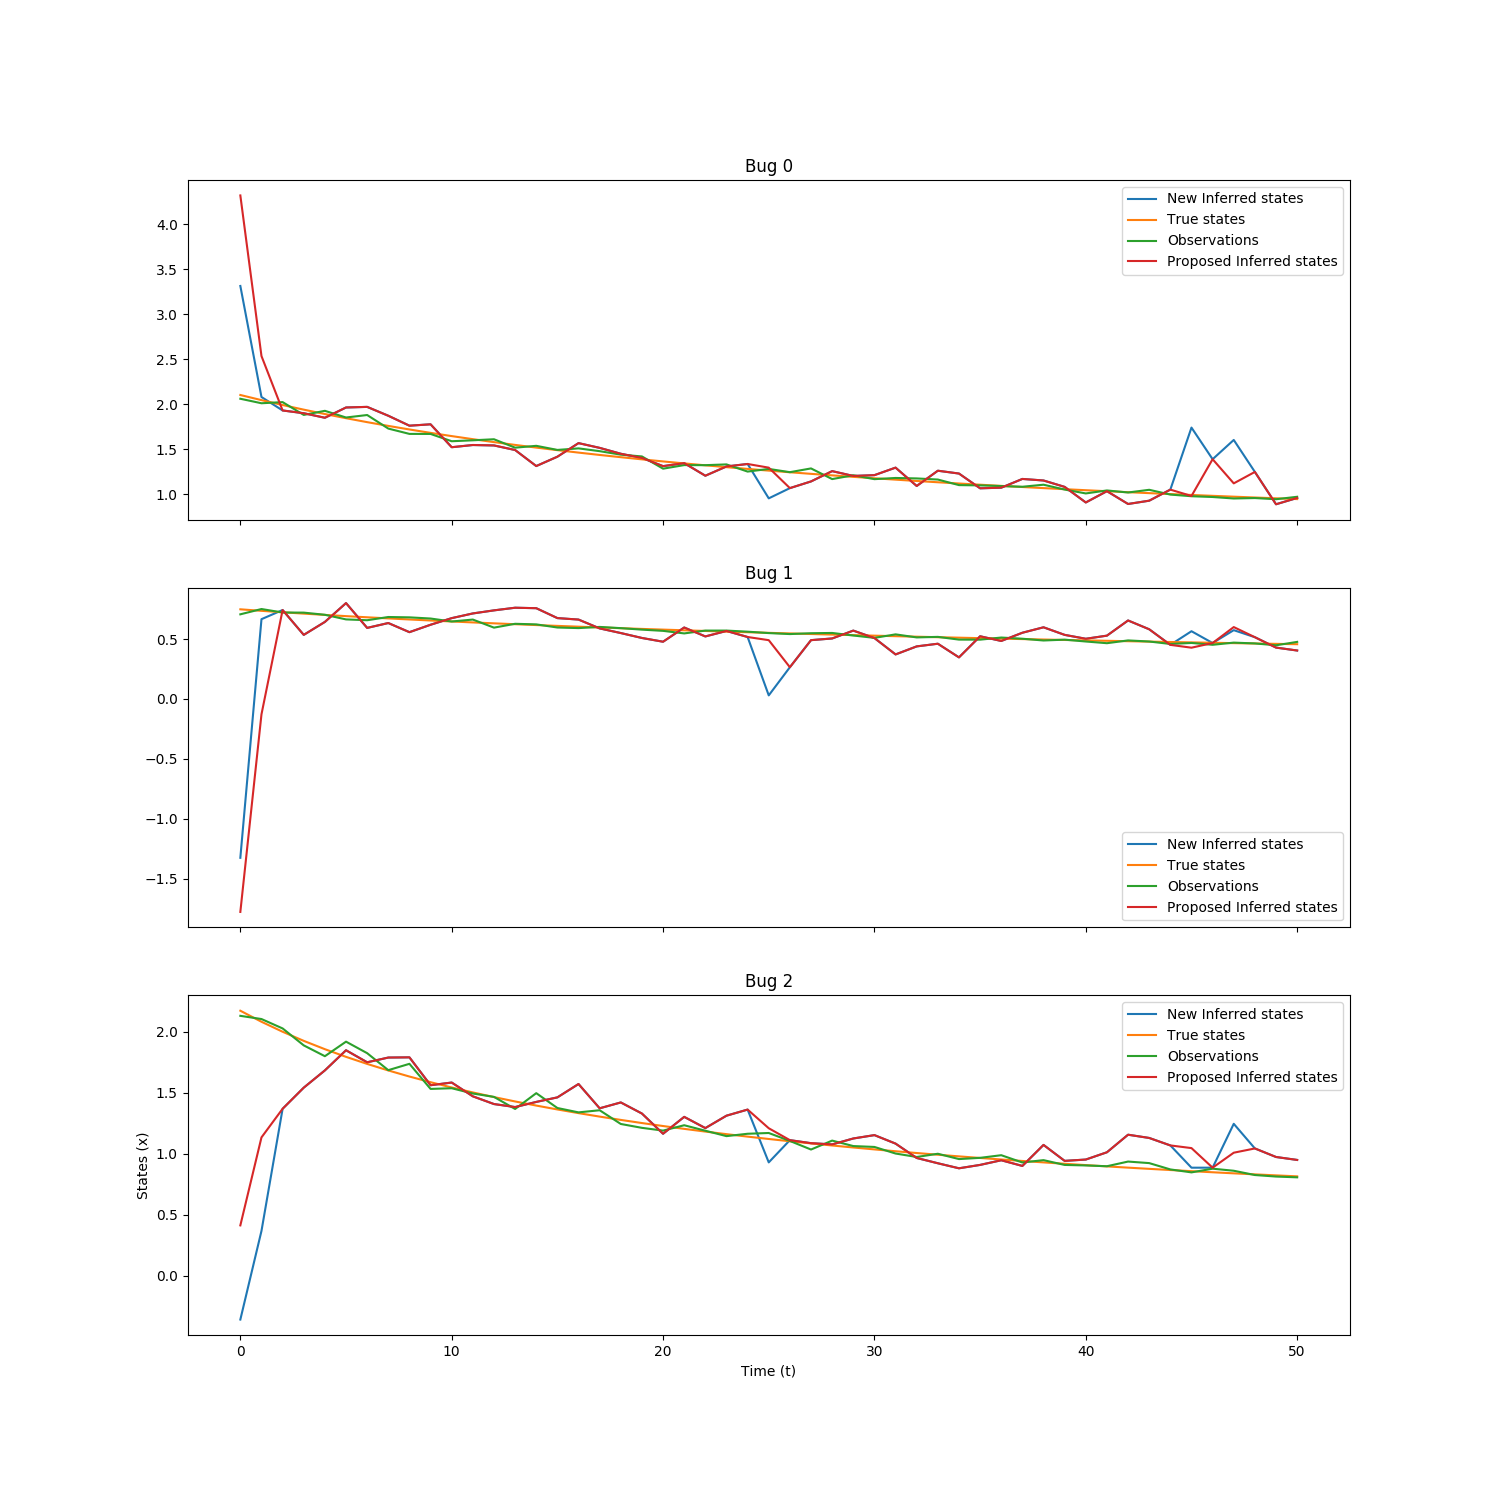 Bug 0
4.0
3.5
3.0
2.5
2.0
1.5
1.0
New Inferred states
True states
Observations
Proposed Inferred states
Bug 1
0.5
0.0
−0.5
−1.0
−1.5
New Inferred states
True states
Observations
Proposed Inferred states
Bug 2
States (x)
2.0
1.5
1.0
0.5
0.0
New Inferred states
True states
Observations
Proposed Inferred states
0 10 20 30 40 50
Time (t)